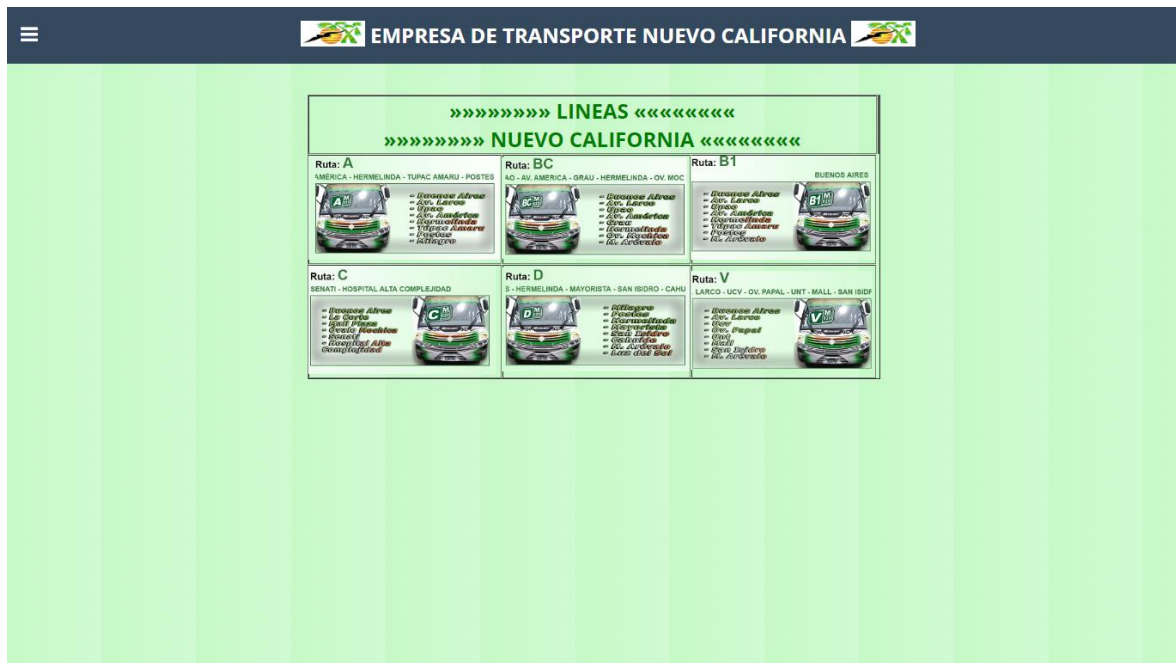 EMPRESA DE TRANSPORTE NUEVO CALIFORNIA
»»»»»»»» LINEAS ««««««««
»»»»»»»» NUEVO CALIFORNIA ««««««««
Ruta: A
AMÉRICA - HERMELINDA - TUPAC AMARU - POSTES
A
- Buenos Aires
- Av. Larco
- Upao
- Av. América
- Hermelinda
- Túpac Amaru
- Postes
- Milagro
Ruta: BC
AO - AV. AMERICA - GRAU - HERMELINDA - OV. MOC
BC
- Buenos Aires
- Av. Larco
- Upao
- Av. América
- Grau
- Hermelinda
- Ov. Mochica
- M. Arévalo
Ruta: B1
BUENOS AIRES
- Buenos Aires
- Av. Larco
- Upao
- Av. América
- Hermelinda
- Túpac Amaru
- Postes
- M. Arévalo
B1
Ruta: C
SENATI - HOSPITAL ALTA COMPLEJIDAD
- Buenos Aires
- La Corte
- Mall Plaza
- Ovalo Mochica
- Senati
- Hospital Alta
Complejidad
C
Ruta: D
S - HERMELINDA - MAYORISTA - SAN ISIDRO - CAHU
D
- Milagro
- Postes
- Hermelinda
- Mayorista
- San Isidro
- Cahuide
- M. Arévalo
- Luz del Sol
Ruta: V
LARCO - UCV - OV. PAPAL - UNT - MALL - SAN ISIDR
- Buenos Aires
- Av. Larco
- Ucv
- Ov. Papal
- Unt
- Mall
- San Isidro
- M. Arévalo
V